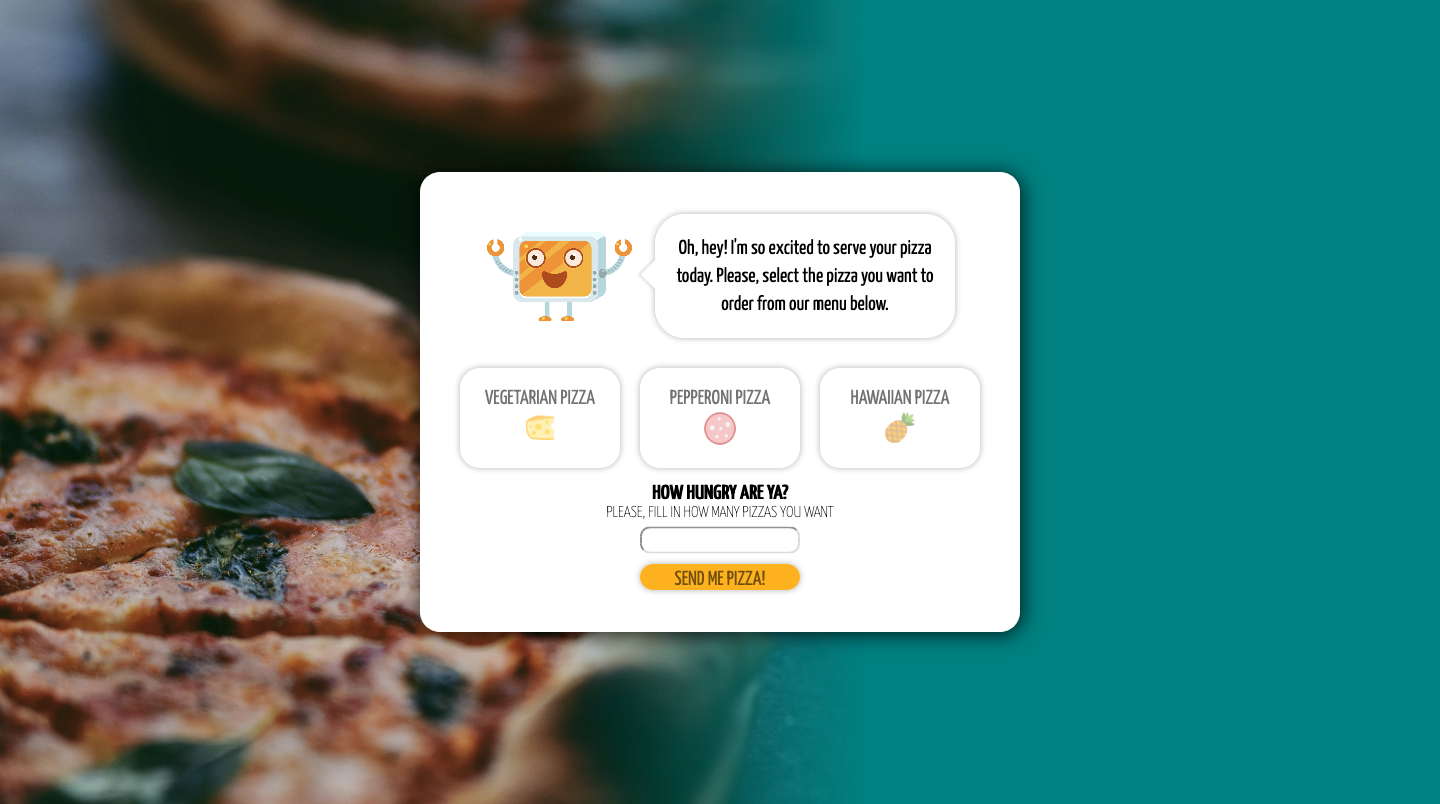 Oh, hey! I'm so excited to serve your pizza
today. Please, select the pizza you want to
order from our menu below.
VEGETARIAN PIZZA
PEPPERONI PIZZA
HAWAIIAN PIZZA
HOW HUNGRY ARE YA?
PLEASE, FILL IN HOW MANY PIZZAS YOU WANT
SEND ME PIZZA!